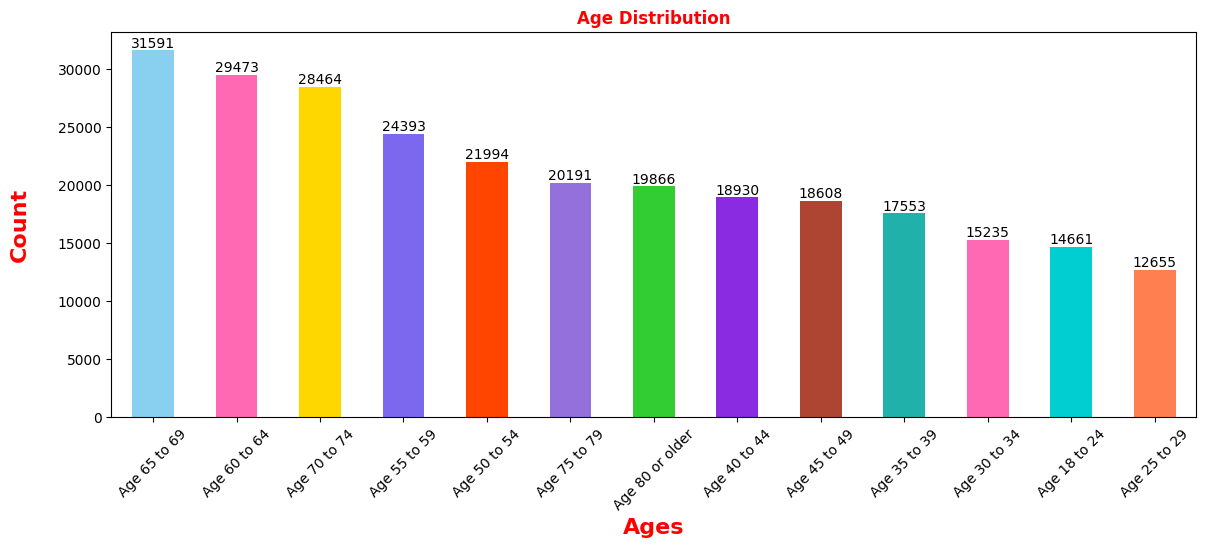 Age Distribution
31591
29473
28464
24393
21994
20191
19866
18930
18608
17553
15235
14661
12655
30000
25000
20000
15000
10000
5000
0
Count
Age 65 to 69
Age 60 to 64
Age 70 to 74
Age 55 to 59
Age 50 to 54
Age 75 to 79
Age 80 or older
Age 40 to 44
Age 45 to 49
Age 35 to 39
Age 30 to 34
Age 18 to 24
Age 25 to 29
Ages